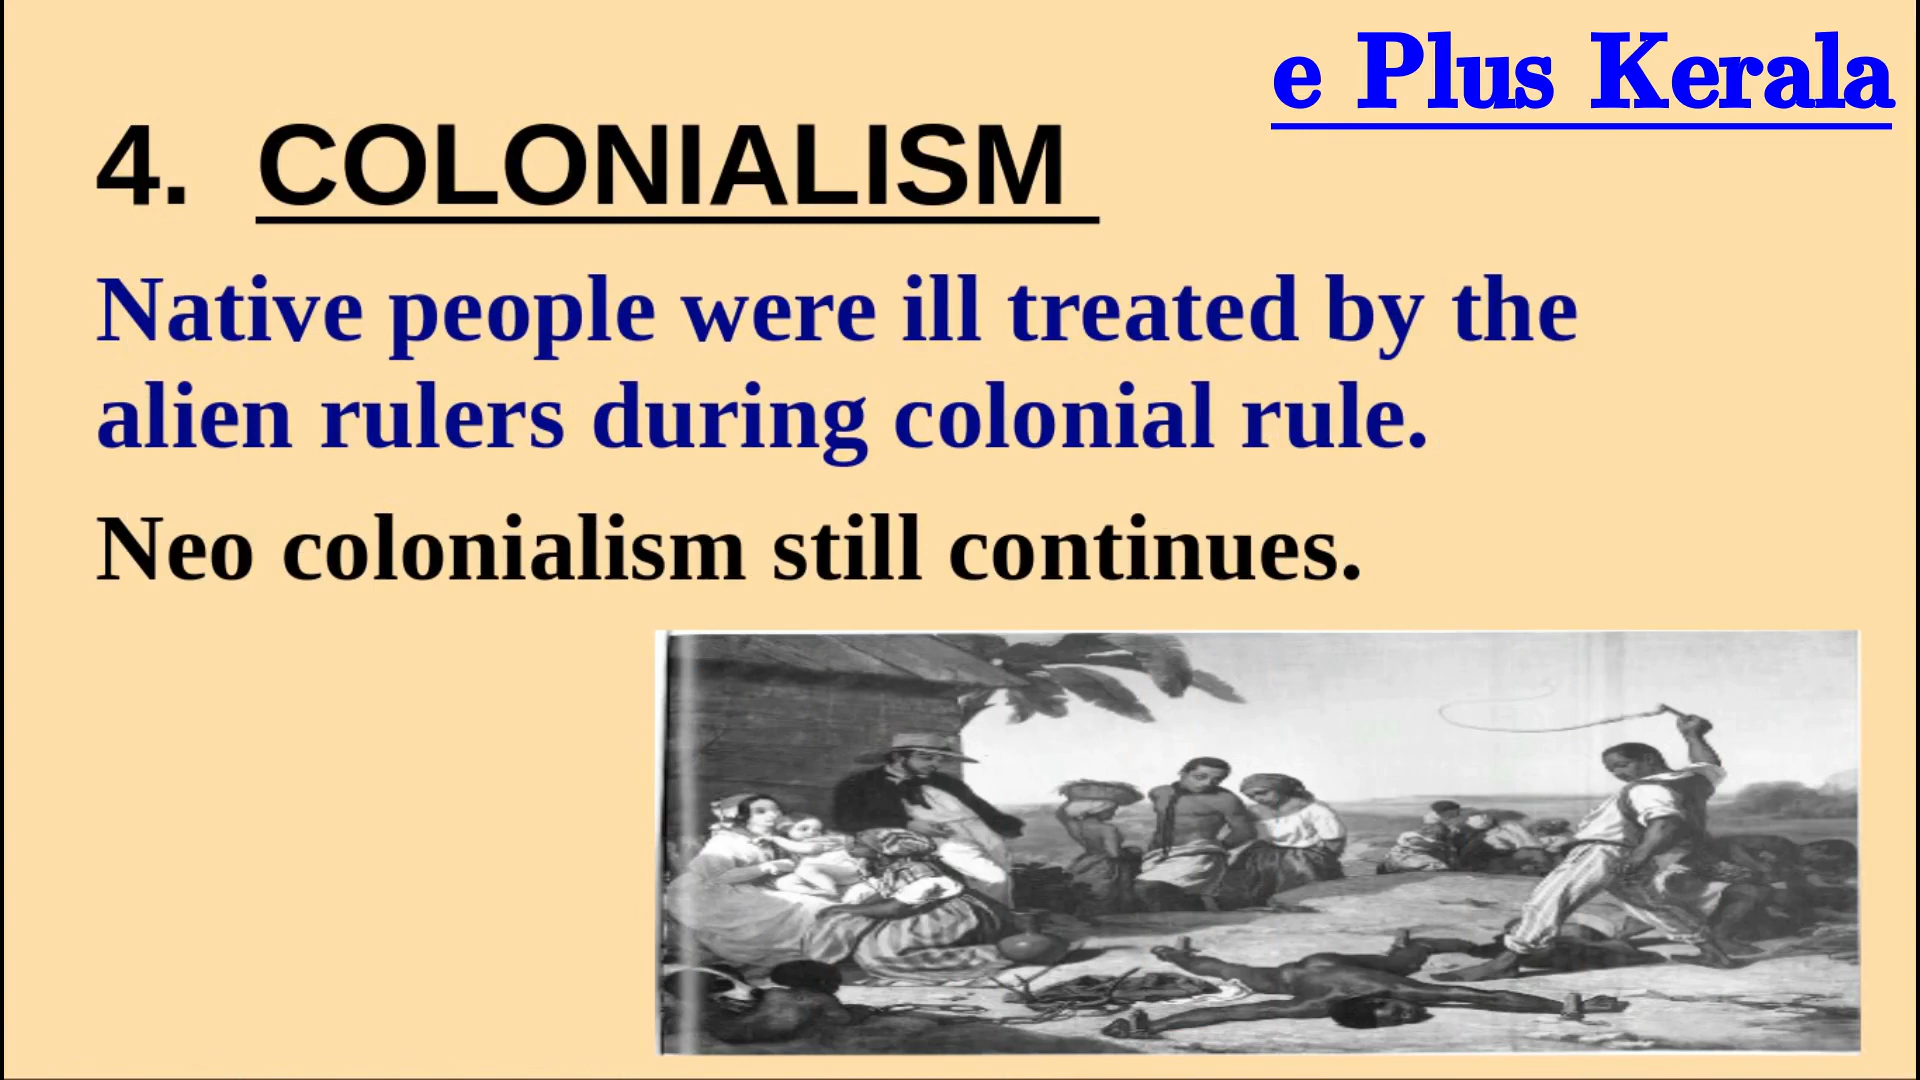 e Plus Kerala
4. COLONIALISM
Native people were ill treated by the
alien rulers during colonial rule.
Neo colonialism still continues.